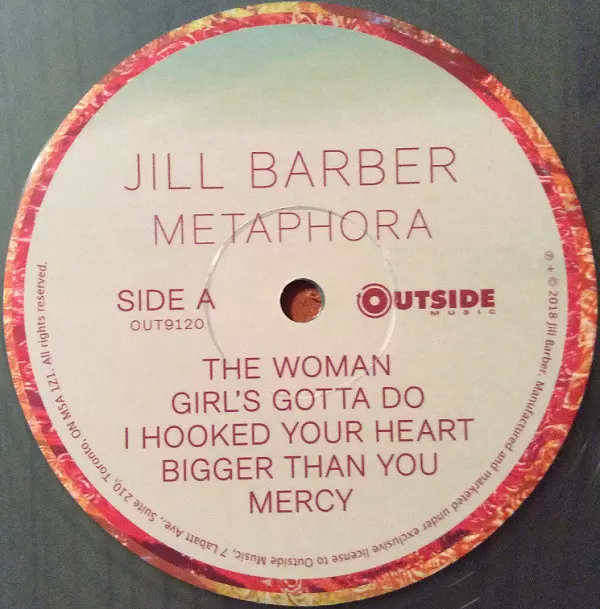 JILL BARBER
METAPHORA
SIDE A
OUT9120
OUTSIDE
MUSIC
THE WOMAN
GIRL'S GOTTA DO
I HOOKED YOUR HEART
BIGGER THAN YOU
MERCY
℗ + © 2018 Jill Barber. Manufactured and marketed under exclusive license to Outside Music, 7 Labatt Ave., Suite 210, Toronto, ON M5A 1Z1. All rights reserved.